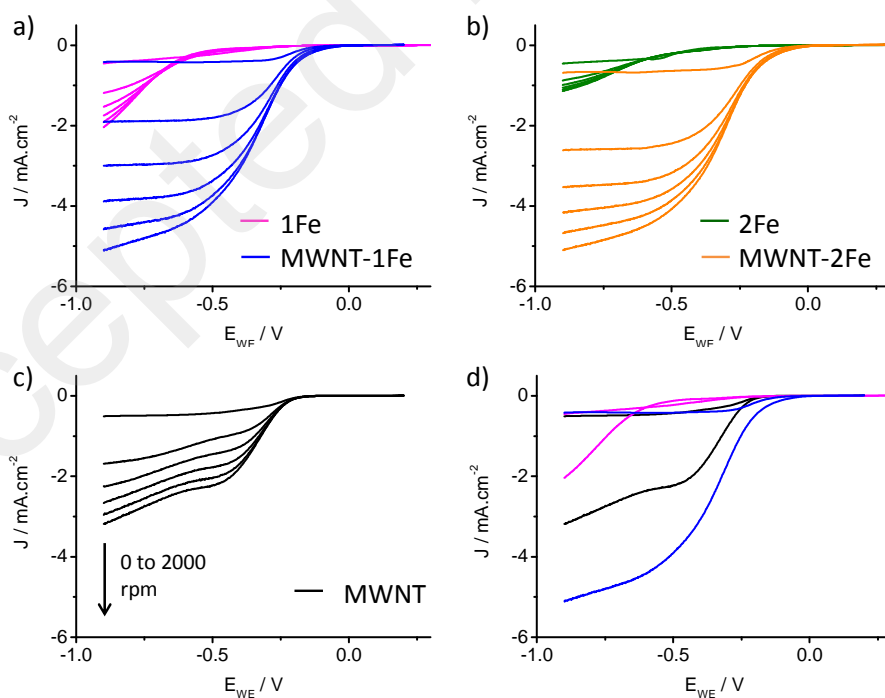 a)
0
-2
-4
-6
J / mA.cm-2
-1.0 -0.5 0.0
E_WE / V
1Fe
MWNT-1Fe
b)
0
-2
-4
-6
J / mA.cm-2
-1.0 -0.5 0.0
E_WE / V
2Fe
MWNT-2Fe
c)
0
-2
-4
-6
J / mA.cm-2
-1.0 -0.5 0.0
E_WE / V
0 to 2000
rpm
MWNT
d)
0
-2
-4
-6
J / mA.cm-2
-1.0 -0.5 0.0
E_WE / V
cepted